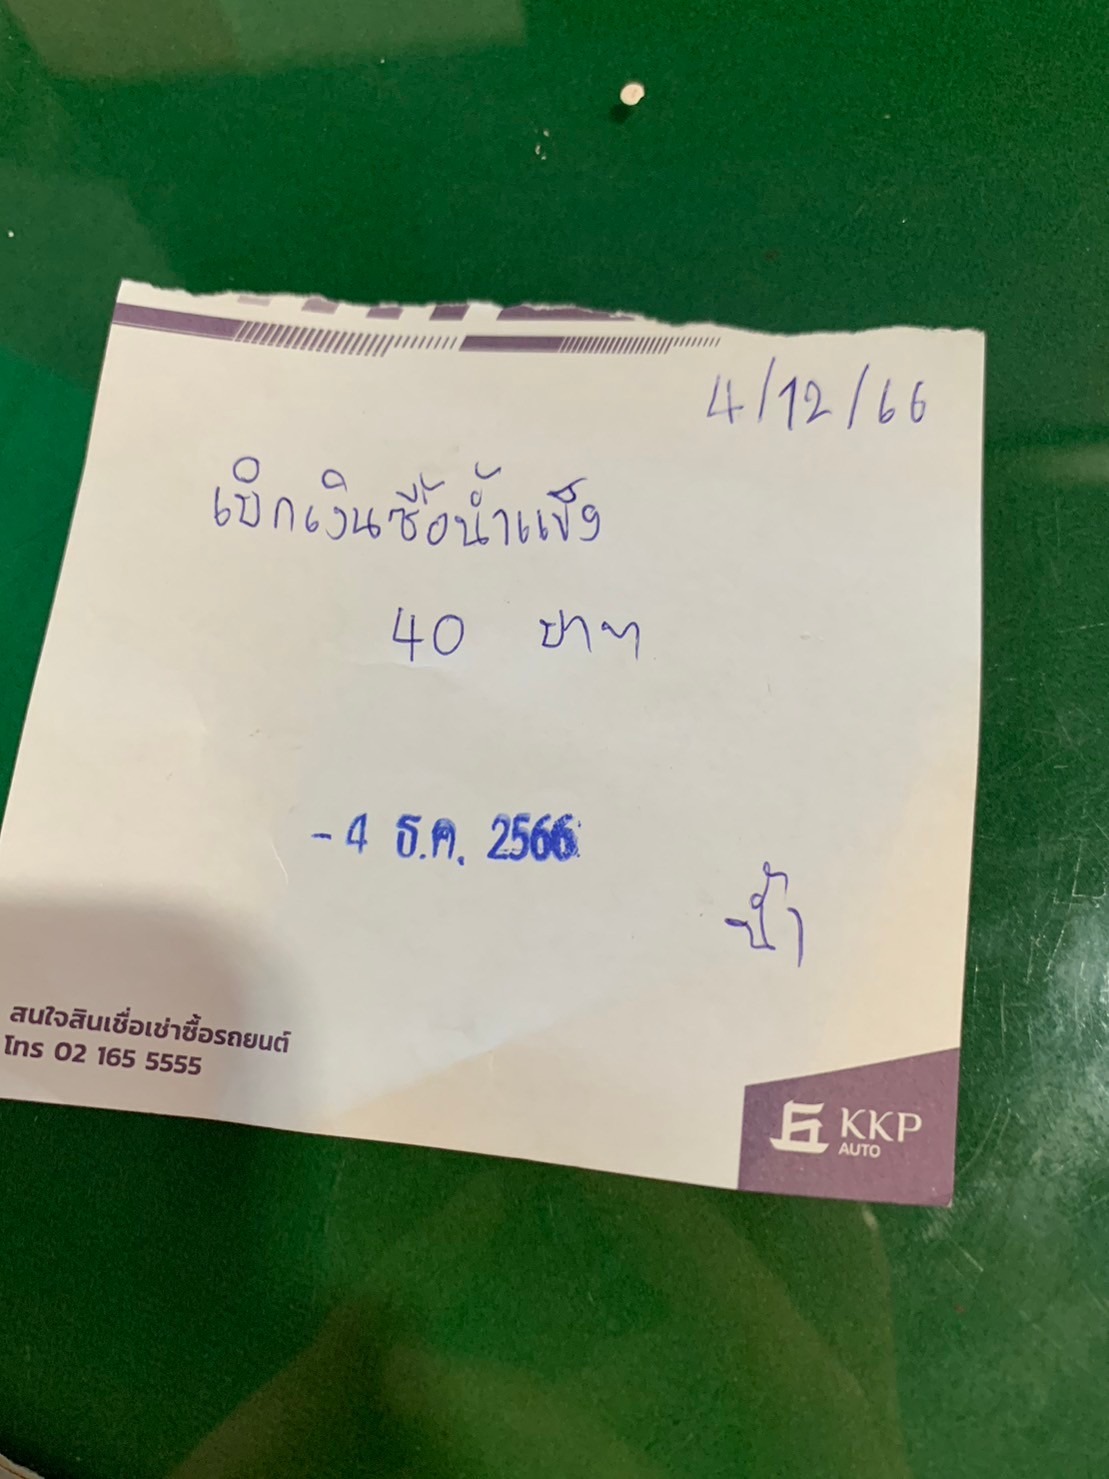 4/12/66
เบิกเงินซื้อน้ำแข็ง
40 บาท
-4 ธ.ค. 2566
น้ำ
สนใจสินเชื่อเช่าซื้อรถยนต์
โทร 02 165 5555
KKP
AUTO